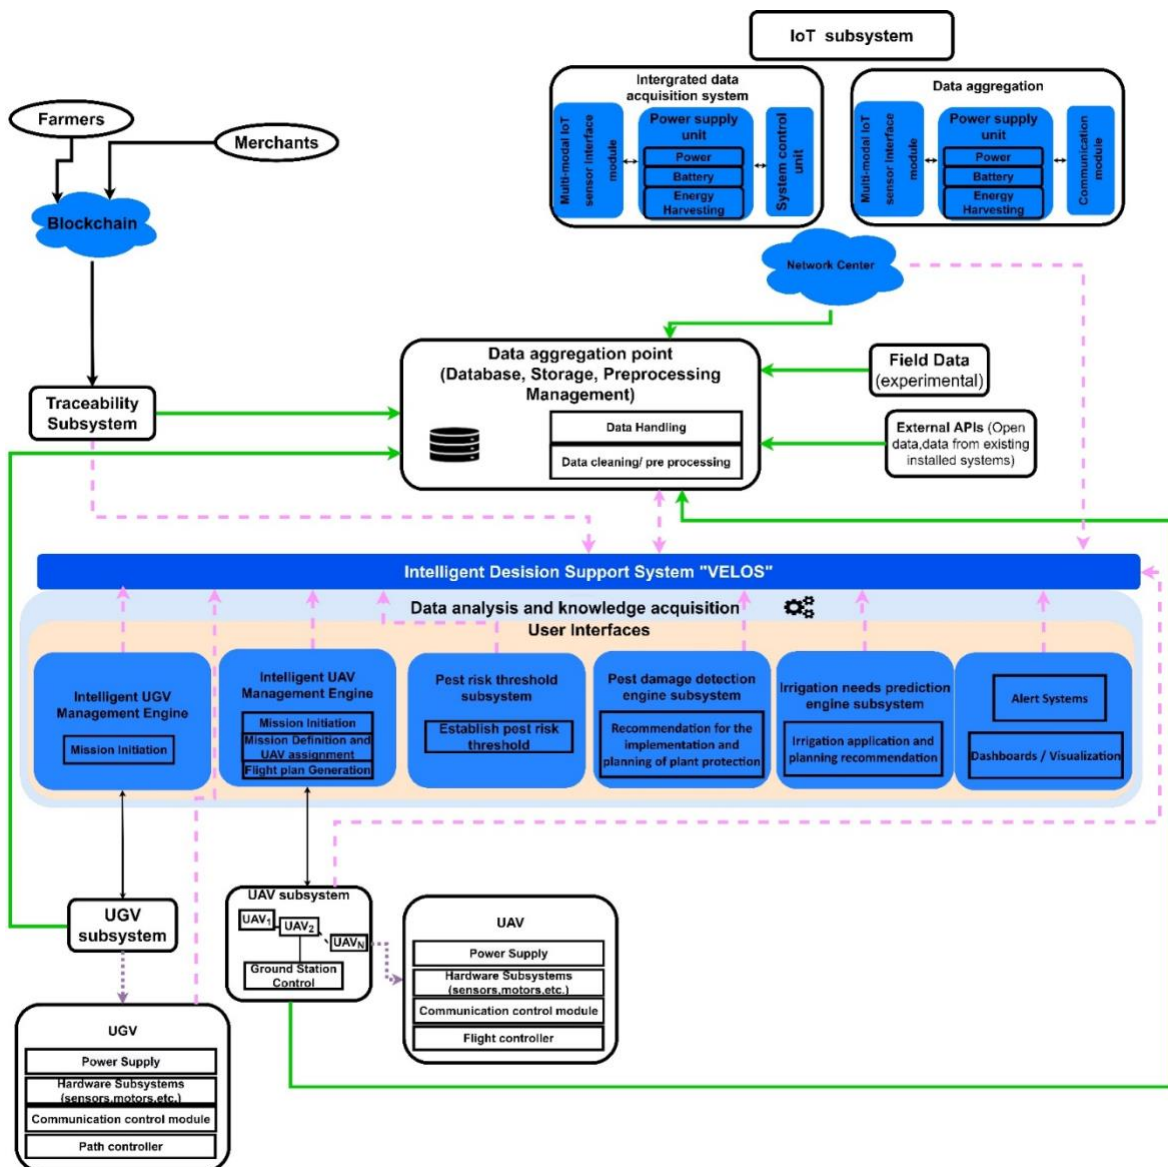 IoT subsystem
Intergrated data
acquisition system
Multi-modal IoT
sensor interface
module
Power supply
unit
Power
Battery
Energy
Harvesting
System control
unit
Data aggregation
Multi-modal IoT
sensor interface
module
Power supply
unit
Power
Battery
Energy
Harvesting
Communication
module
Farmers
Merchants
Blockchain
Network Center
Data aggregation point
(Database, Storage, Preprocessing
Management)
Data Handling
Data cleaning/ pre processing
Field Data
(experimental)
Traceability
Subsystem
External APIs (Open
data,data from existing
installed systems)
Intelligent Desision Support System "VELOS"
Data analysis and knowledge acquisition
User Interfaces
Intelligent UGV
Management Engine
Mission Initiation
Intelligent UAV
Management Engine
Mission Initiation
Mission Definition and
UAV assignment
Flight plan Generation
Pest risk threshold
subsystem
Establish pest risk
threshold
Pest damage detection
engine subsystem
Recommendation for the
implementation and
planning of plant protection
Irrigation needs prediction
engine subsystem
Irrigation application and
planning recommendation
Alert Systems
Dashboards / Visualization
UGV
subsystem
UAV subsystem
UAV1
UAV2
UAVN
Ground Station
Control
UAV
Power Supply
Hardware Subsystems
(sensors,motors,etc.)
Communication control module
Flight controller
UGV
Power Supply
Hardware Subsystems
(sensors,motors,etc.)
Communication control module
Path controller